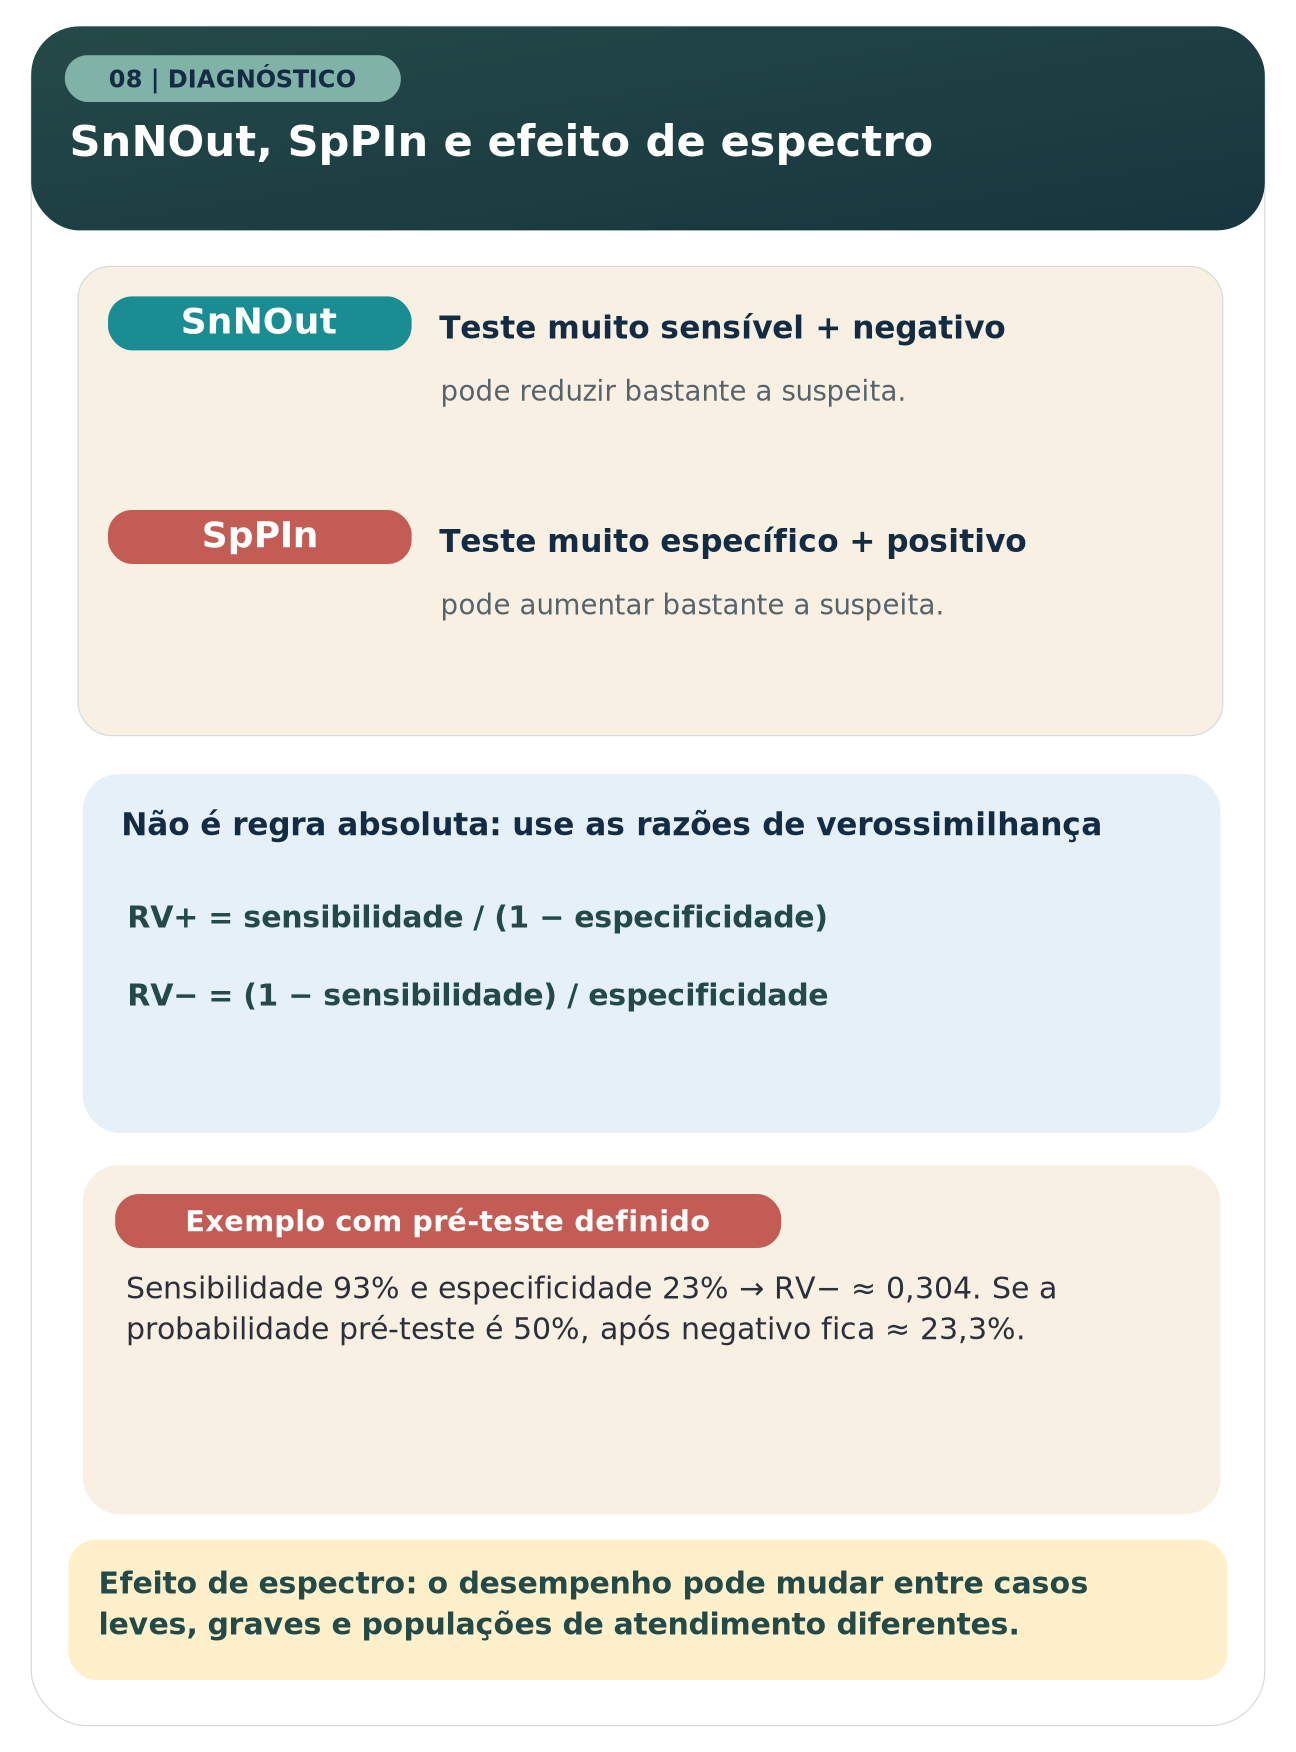 08 | DIAGNÓSTICO
SnNOut, SpPIn e efeito de espectro
SnNOut
Teste muito sensível + negativo
pode reduzir bastante a suspeita.
SpPIn
Teste muito específico + positivo
pode aumentar bastante a suspeita.
Não é regra absoluta: use as razões de verossimilhança
RV+ = sensibilidade / (1 − especificidade)
RV− = (1 − sensibilidade) / especificidade
Exemplo com pré-teste definido
Sensibilidade 93% e especificidade 23% → RV− ≈ 0,304. Se a
probabilidade pré-teste é 50%, após negativo fica ≈ 23,3%.
Efeito de espectro: o desempenho pode mudar entre casos
leves, graves e populações de atendimento diferentes.